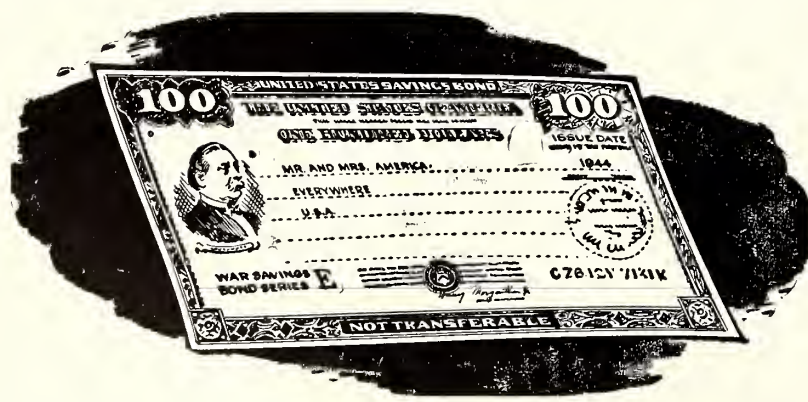 UNITED STATES SAVINGS BOND
100 THE UNITED STATES OF AMERICA 100
ONE HUNDRED DOLLARS
ISSUE DATE
MR. AND MRS. AMERICA. 1944
EVERYWHERE
U.S.A.
WAR SAVINGS
BOND SERIES E
NOT TRANSFERABLE